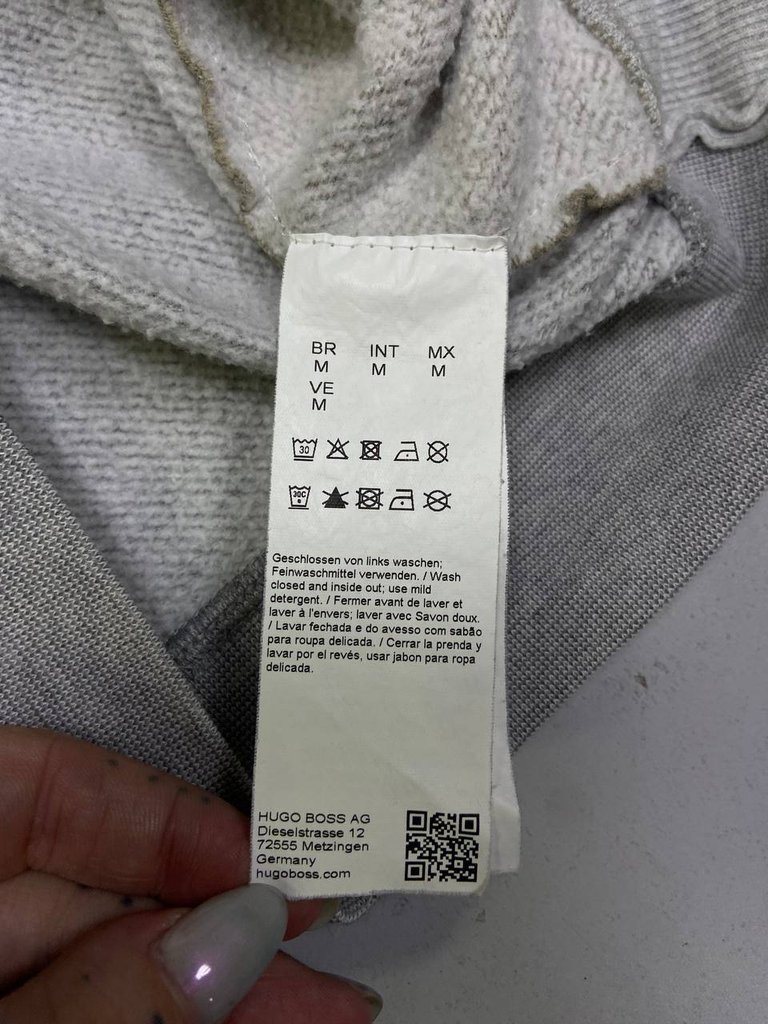 BR INT MX
M M M
VE
M
30
30C
Geschlossen von links waschen;
Feinwaschmittel verwenden. / Wash
closed and inside out; use mild
detergent. / Fermer avant de laver et
laver à l'envers; laver avec Savon doux.
/ Lavar fechada e do avesso com sabão
para roupa delicada. / Cerrar la prenda y
lavar por el revés, usar jabon para ropa
delicada.
HUGO BOSS AG
Dieselstrasse 12
72555 Metzingen
Germany
hugoboss.com